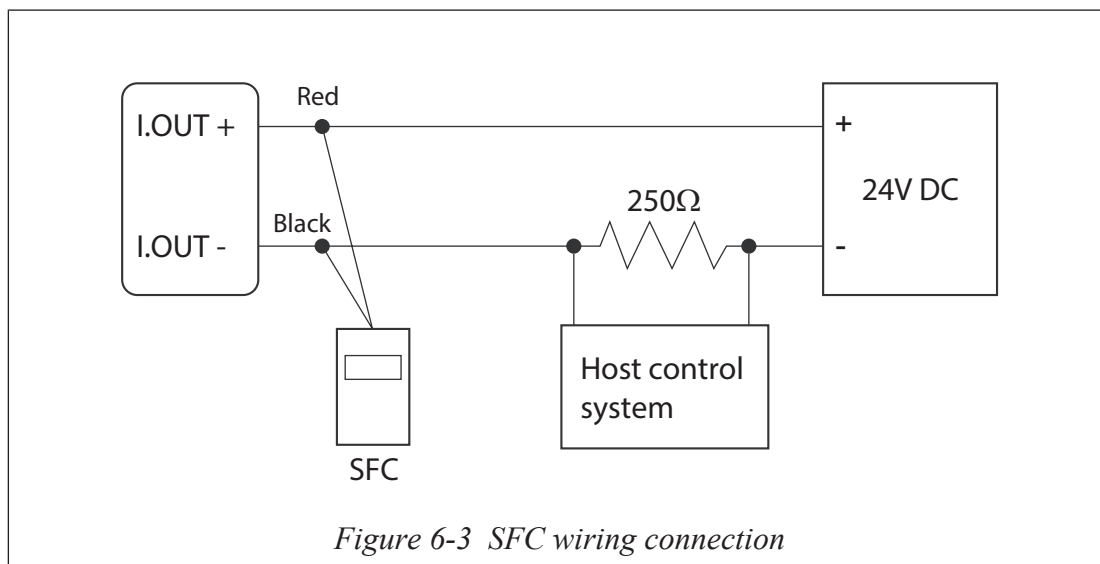 Red
I.OUT +
+
24V DC
250Ω
Black
I.OUT -
-
Host control
system
SFC
Figure 6-3 SFC wiring connection